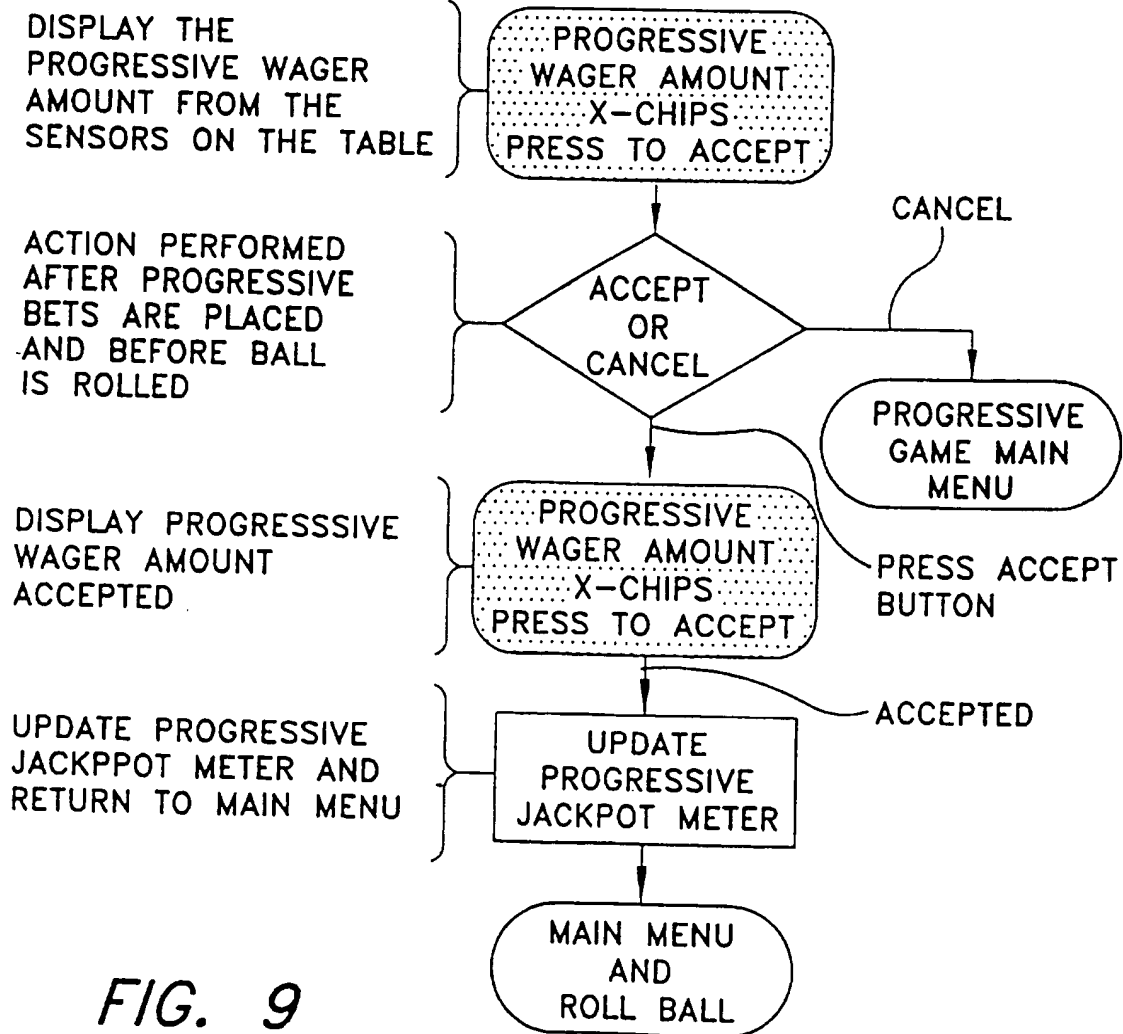 DISPLAY THE
PROGRESSIVE WAGER
AMOUNT FROM THE
SENSORS ON THE TABLE
PROGRESSIVE
WAGER AMOUNT
X-CHIPS
PRESS TO ACCEPT
ACTION PERFORMED
AFTER PROGRESSIVE
BETS ARE PLACED
AND BEFORE BALL
IS ROLLED
ACCEPT
OR
CANCEL
CANCEL
PROGRESSIVE
GAME MAIN
MENU
DISPLAY PROGRESSSIVE
WAGER AMOUNT
ACCEPTED
PROGRESSIVE
WAGER AMOUNT
X-CHIPS
PRESS TO ACCEPT
PRESS ACCEPT
BUTTON
ACCEPTED
UPDATE PROGRESSIVE
JACKPPOT METER AND
RETURN TO MAIN MENU
UPDATE
PROGRESSIVE
JACKPOT METER
MAIN MENU
AND
ROLL BALL
FIG. 9